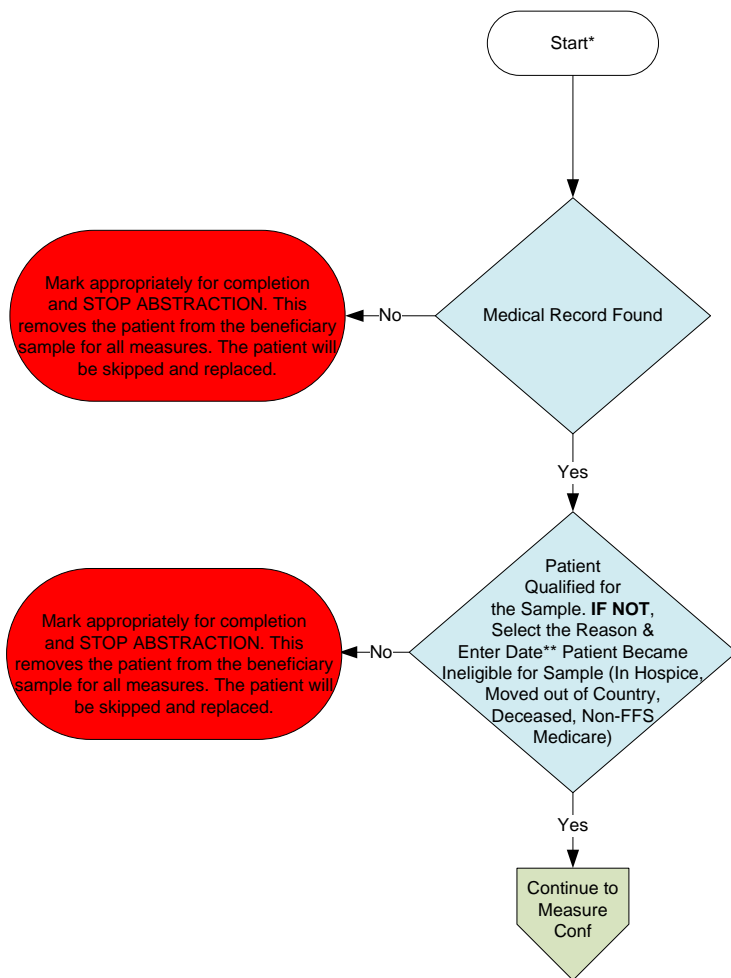 Start*
Medical Record Found
No
Mark appropriately for completion
and STOP ABSTRACTION. This
removes the patient from the beneficiary
sample for all measures. The patient will
be skipped and replaced.
Yes
Patient
Qualified for
the Sample. IF NOT,
Select the Reason &
Enter Date** Patient Became
Ineligible for Sample (In Hospice,
Moved out of Country,
Deceased, Non-FFS
Medicare)
No
Mark appropriately for completion
and STOP ABSTRACTION. This
removes the patient from the beneficiary
sample for all measures. The patient will
be skipped and replaced.
Yes
Continue to
Measure
Conf